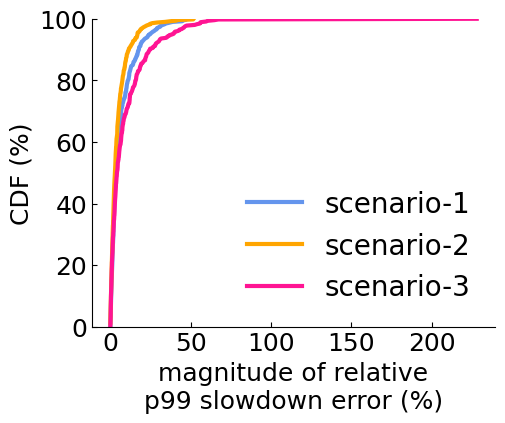 100
80
60
40
20
0
CDF (%)
scenario-1
scenario-2
scenario-3
0 50 100 150 200
magnitude of relative
p99 slowdown error (%)